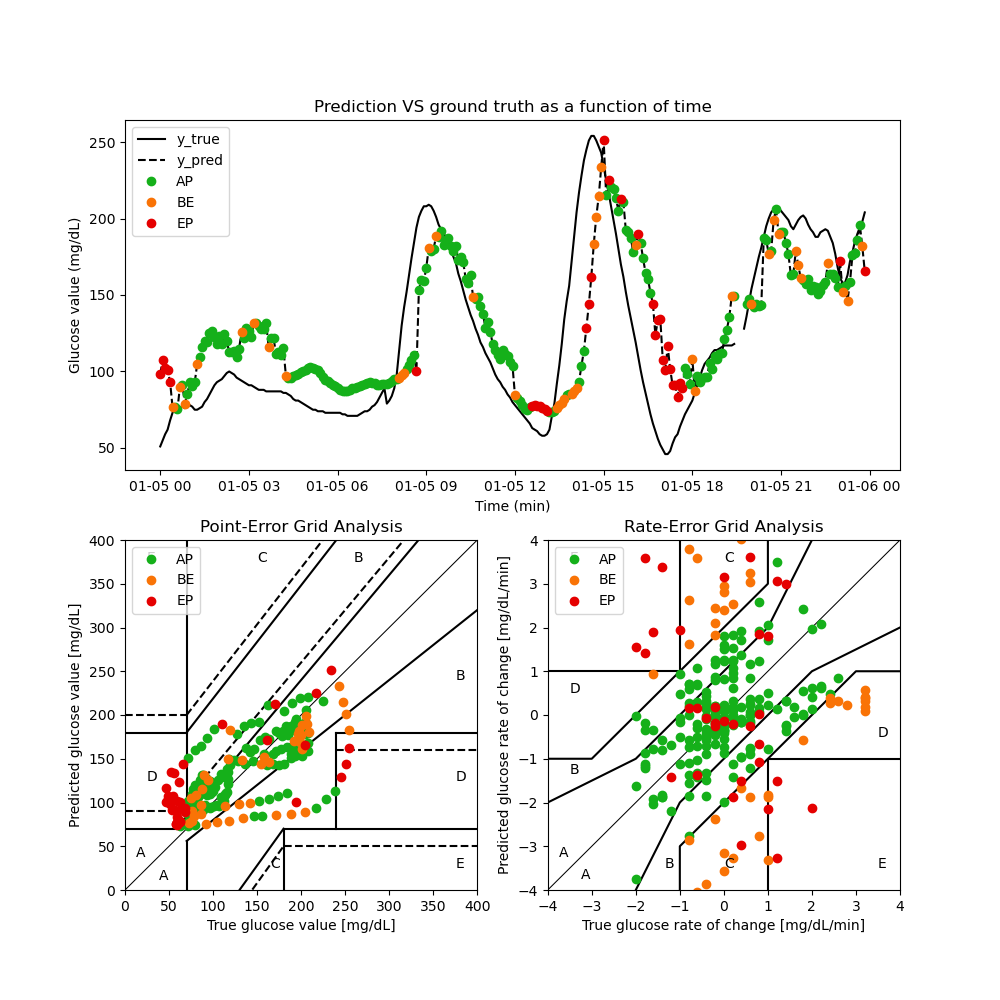 Prediction VS ground truth as a function of time
Glucose value (mg/dL)
250
200
150
100
50
y_true
y_pred
AP
BE
EP
01-05 00 01-05 03 01-05 06 01-05 09 01-05 12 01-05 15 01-05 18 01-05 21 01-06 00
Time (min)
Point-Error Grid Analysis
Predicted glucose value [mg/dL]
400
350
300
250
200
150
100
50
0
AP
BE
EP
C B
B
D D
A
A C E
0 50 100 150 200 250 300 350 400
True glucose value [mg/dL]
Rate-Error Grid Analysis
Predicted glucose rate of change [mg/dL/min]
4
3
2
1
0
−1
−2
−3
−4
AP
BE
EP
C
D
D
B
A
A B C E
−4 −3 −2 −1 0 1 2 3 4
True glucose rate of change [mg/dL/min]